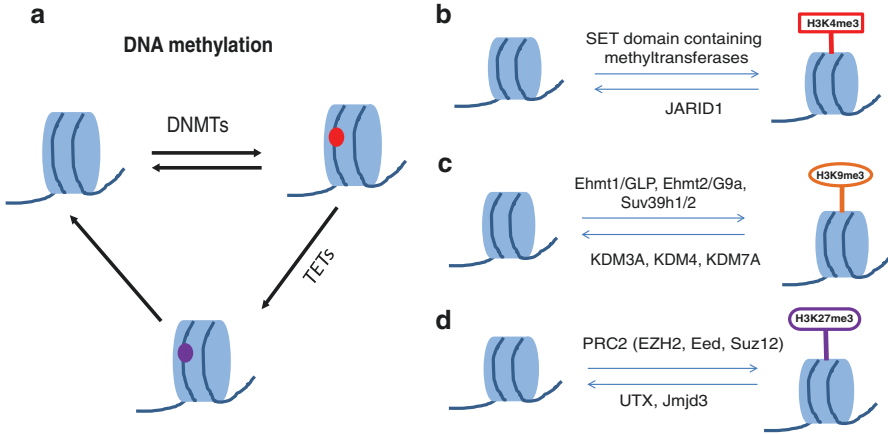 a
DNA methylation
DNMTs
TETs
b
SET domain containing
methyltransferases
JARID1
H3K4me3
c
Ehmt1/GLP, Ehmt2/G9a,
Suv39h1/2
KDM3A, KDM4, KDM7A
H3K9me3
d
PRC2 (EZH2, Eed, Suz12)
UTX, Jmjd3
H3K27me3